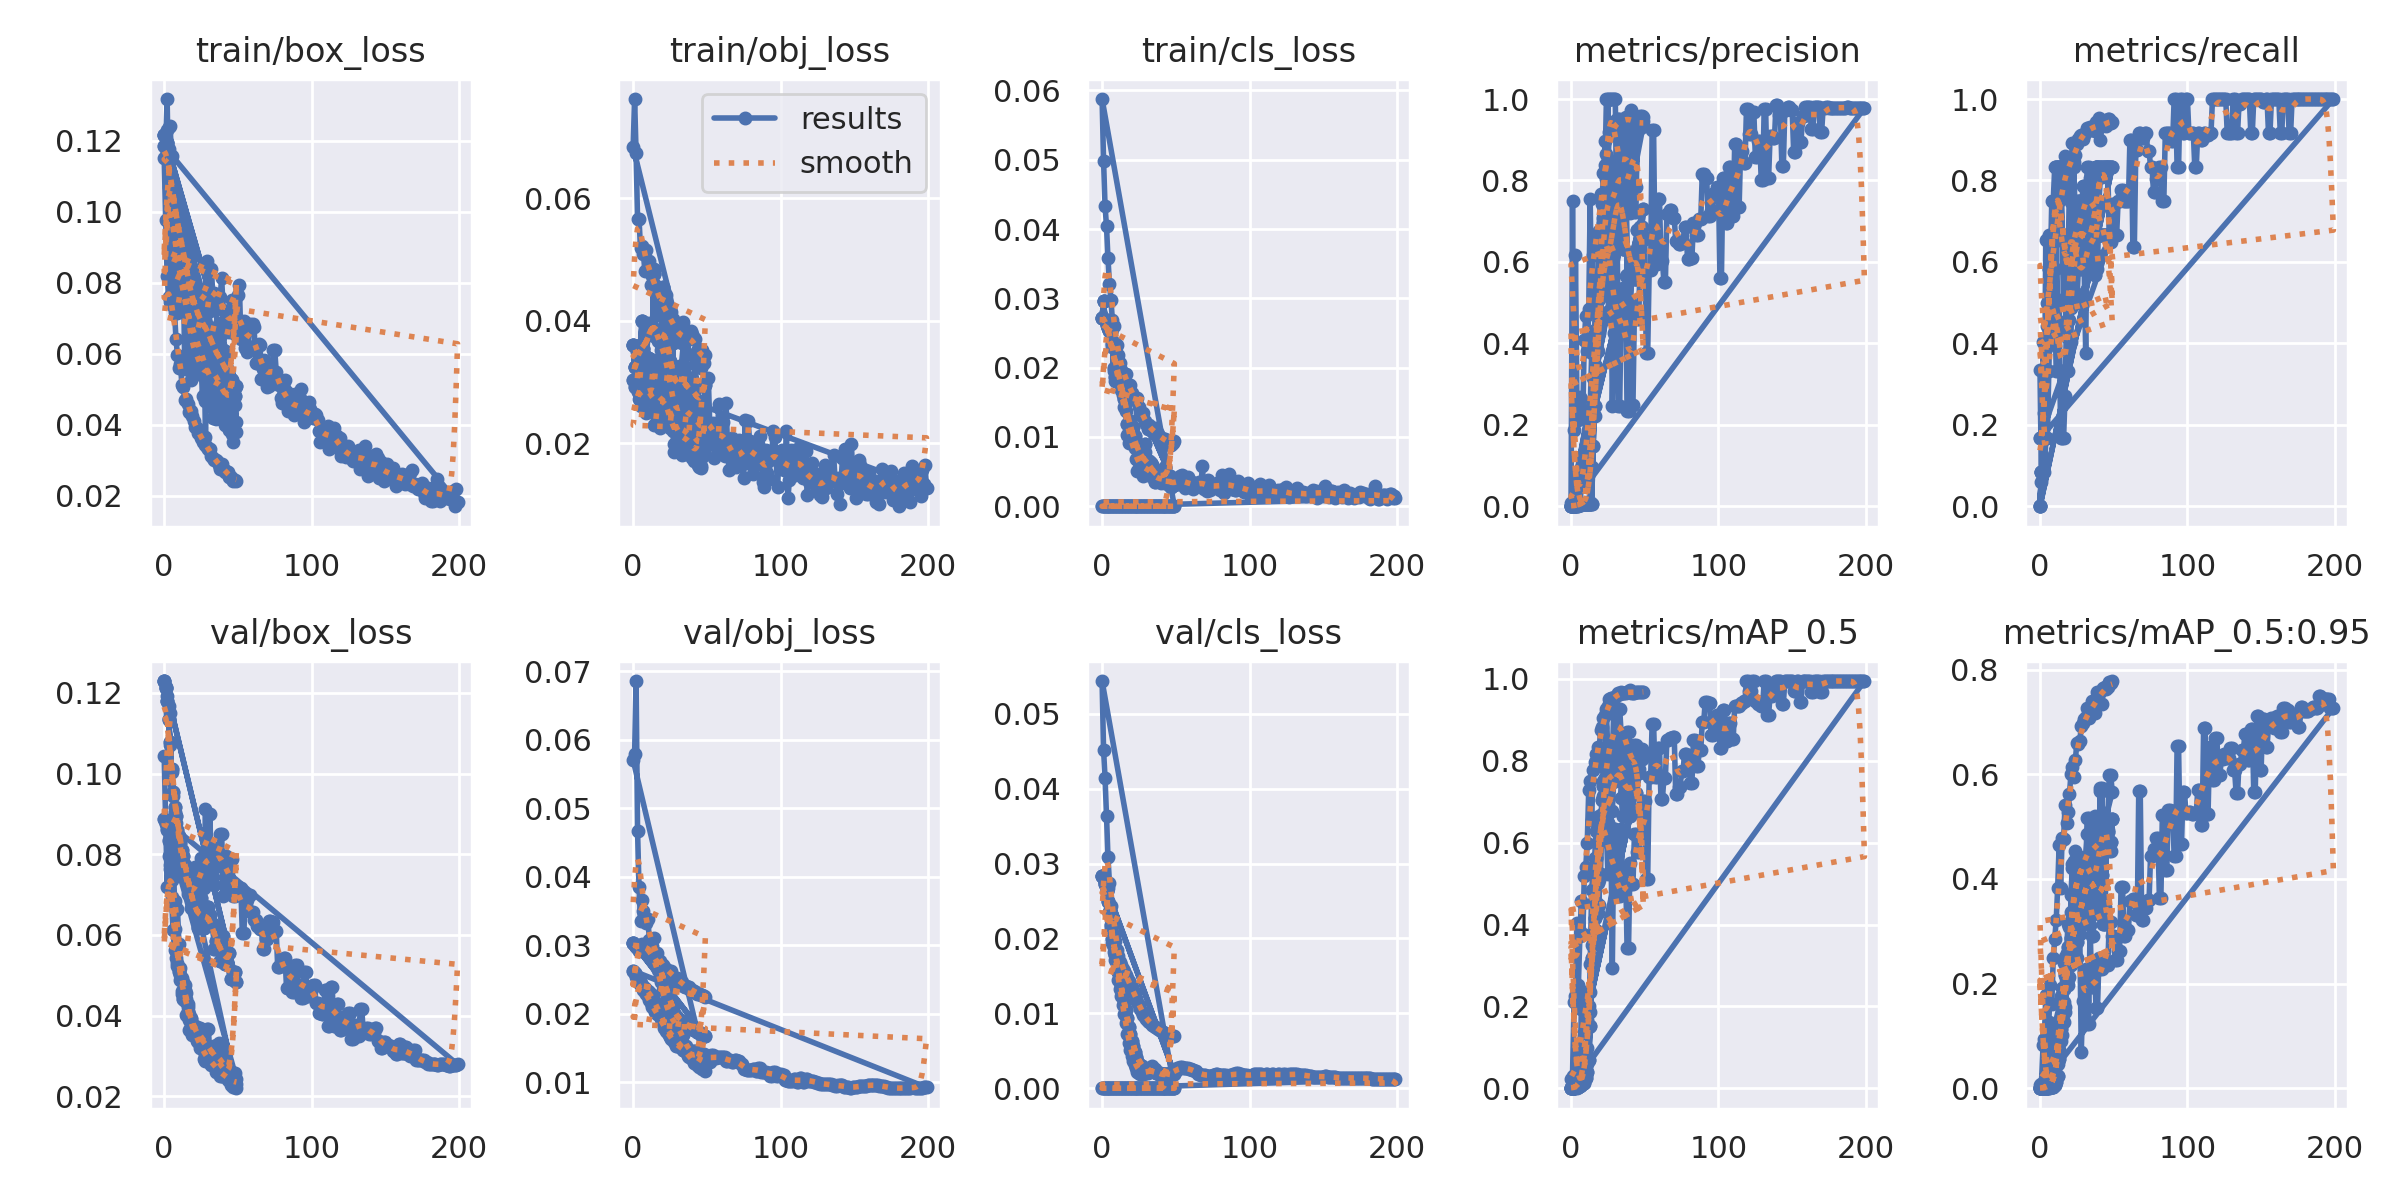 train/box_loss
0.12
0.10
0.08
0.06
0.04
0.02
0 100 200
train/obj_loss
results
smooth
0.06
0.04
0.02
0 100 200
train/cls_loss
0.06
0.05
0.04
0.03
0.02
0.01
0.00
0 100 200
metrics/precision
1.0
0.8
0.6
0.4
0.2
0.0
0 100 200
metrics/recall
1.0
0.8
0.6
0.4
0.2
0.0
0 100 200
val/box_loss
0.12
0.10
0.08
0.06
0.04
0.02
0 100 200
val/obj_loss
0.07
0.06
0.05
0.04
0.03
0.02
0.01
0 100 200
val/cls_loss
0.05
0.04
0.03
0.02
0.01
0.00
0 100 200
metrics/mAP_0.5
1.0
0.8
0.6
0.4
0.2
0.0
0 100 200
metrics/mAP_0.5:0.95
0.8
0.6
0.4
0.2
0.0
0 100 200